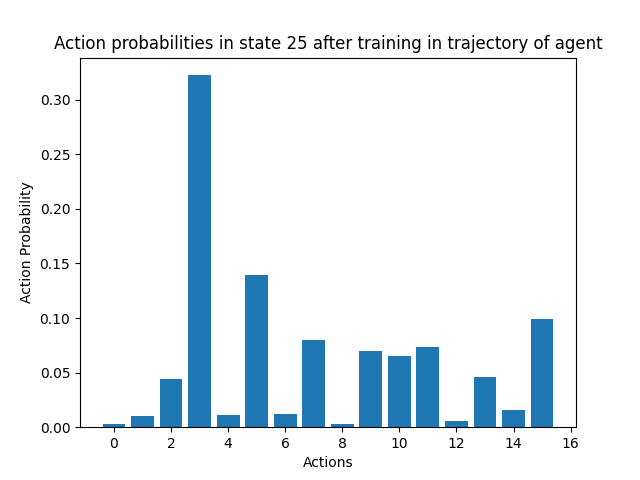 Action probabilities in state 25 after training in trajectory of agent
0.30
0.25
0.20
0.15
0.10
0.05
0.00
Action Probability
0 2 4 6 8 10 12 14 16
Actions